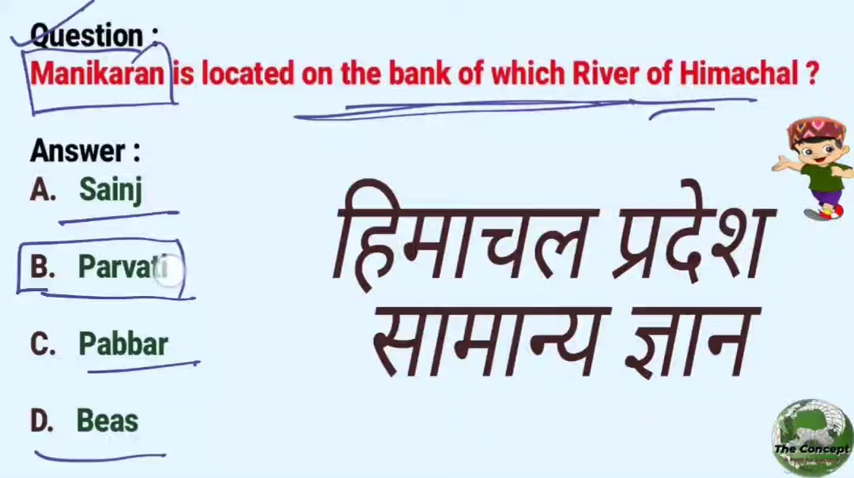 Question :
Manikaran is located on the bank of which River of Himachal ?
Answer :
A. Sainj
B. Parvati
C. Pabbar
D. Beas
हिमाचल प्रदेश
सामान्य ज्ञान
The Concept